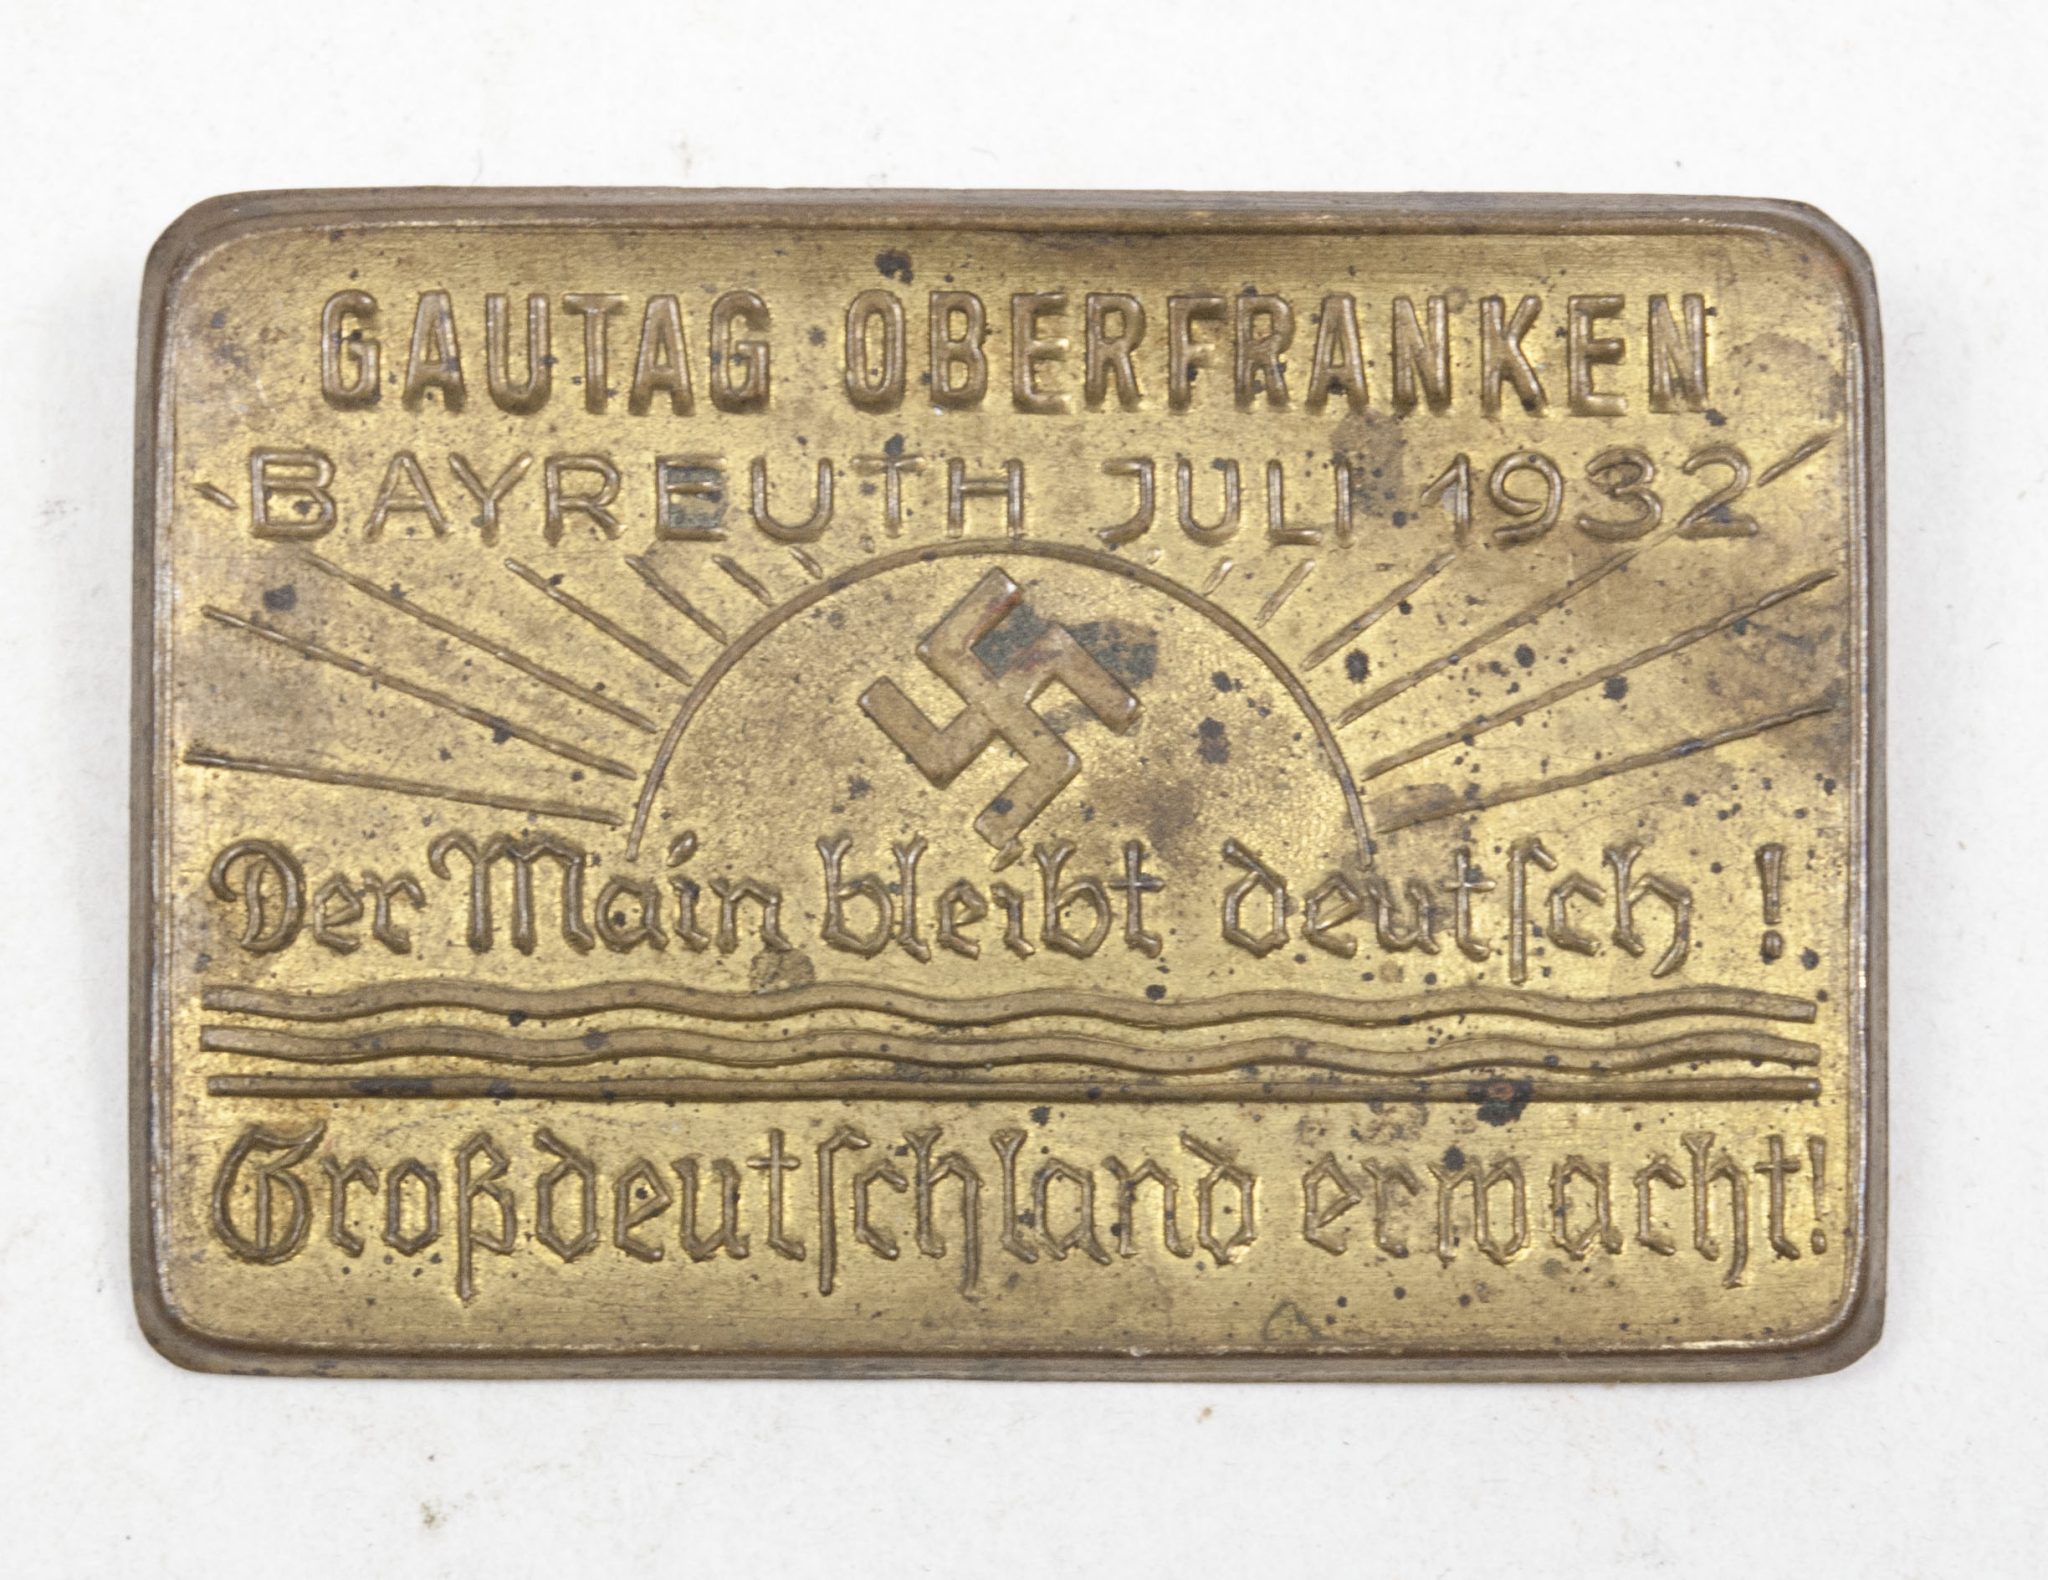 GAUTAG OBERFRANKEN
BAYREUTH JULI 1932
Der Main bleibt deutſch!
Großdeutſchland erwacht!